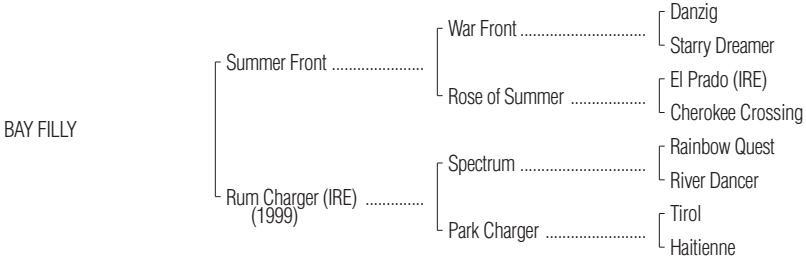 Danzig
War Front ..............................
Starry Dreamer
Summer Front ......................
El Prado (IRE)
Rose of Summer ..................
Cherokee Crossing
BAY FILLY
Rainbow Quest
Spectrum ..............................
River Dancer
Rum Charger (IRE) ..............
(1999)
Tirol
Park Charger ........................
Haitienne